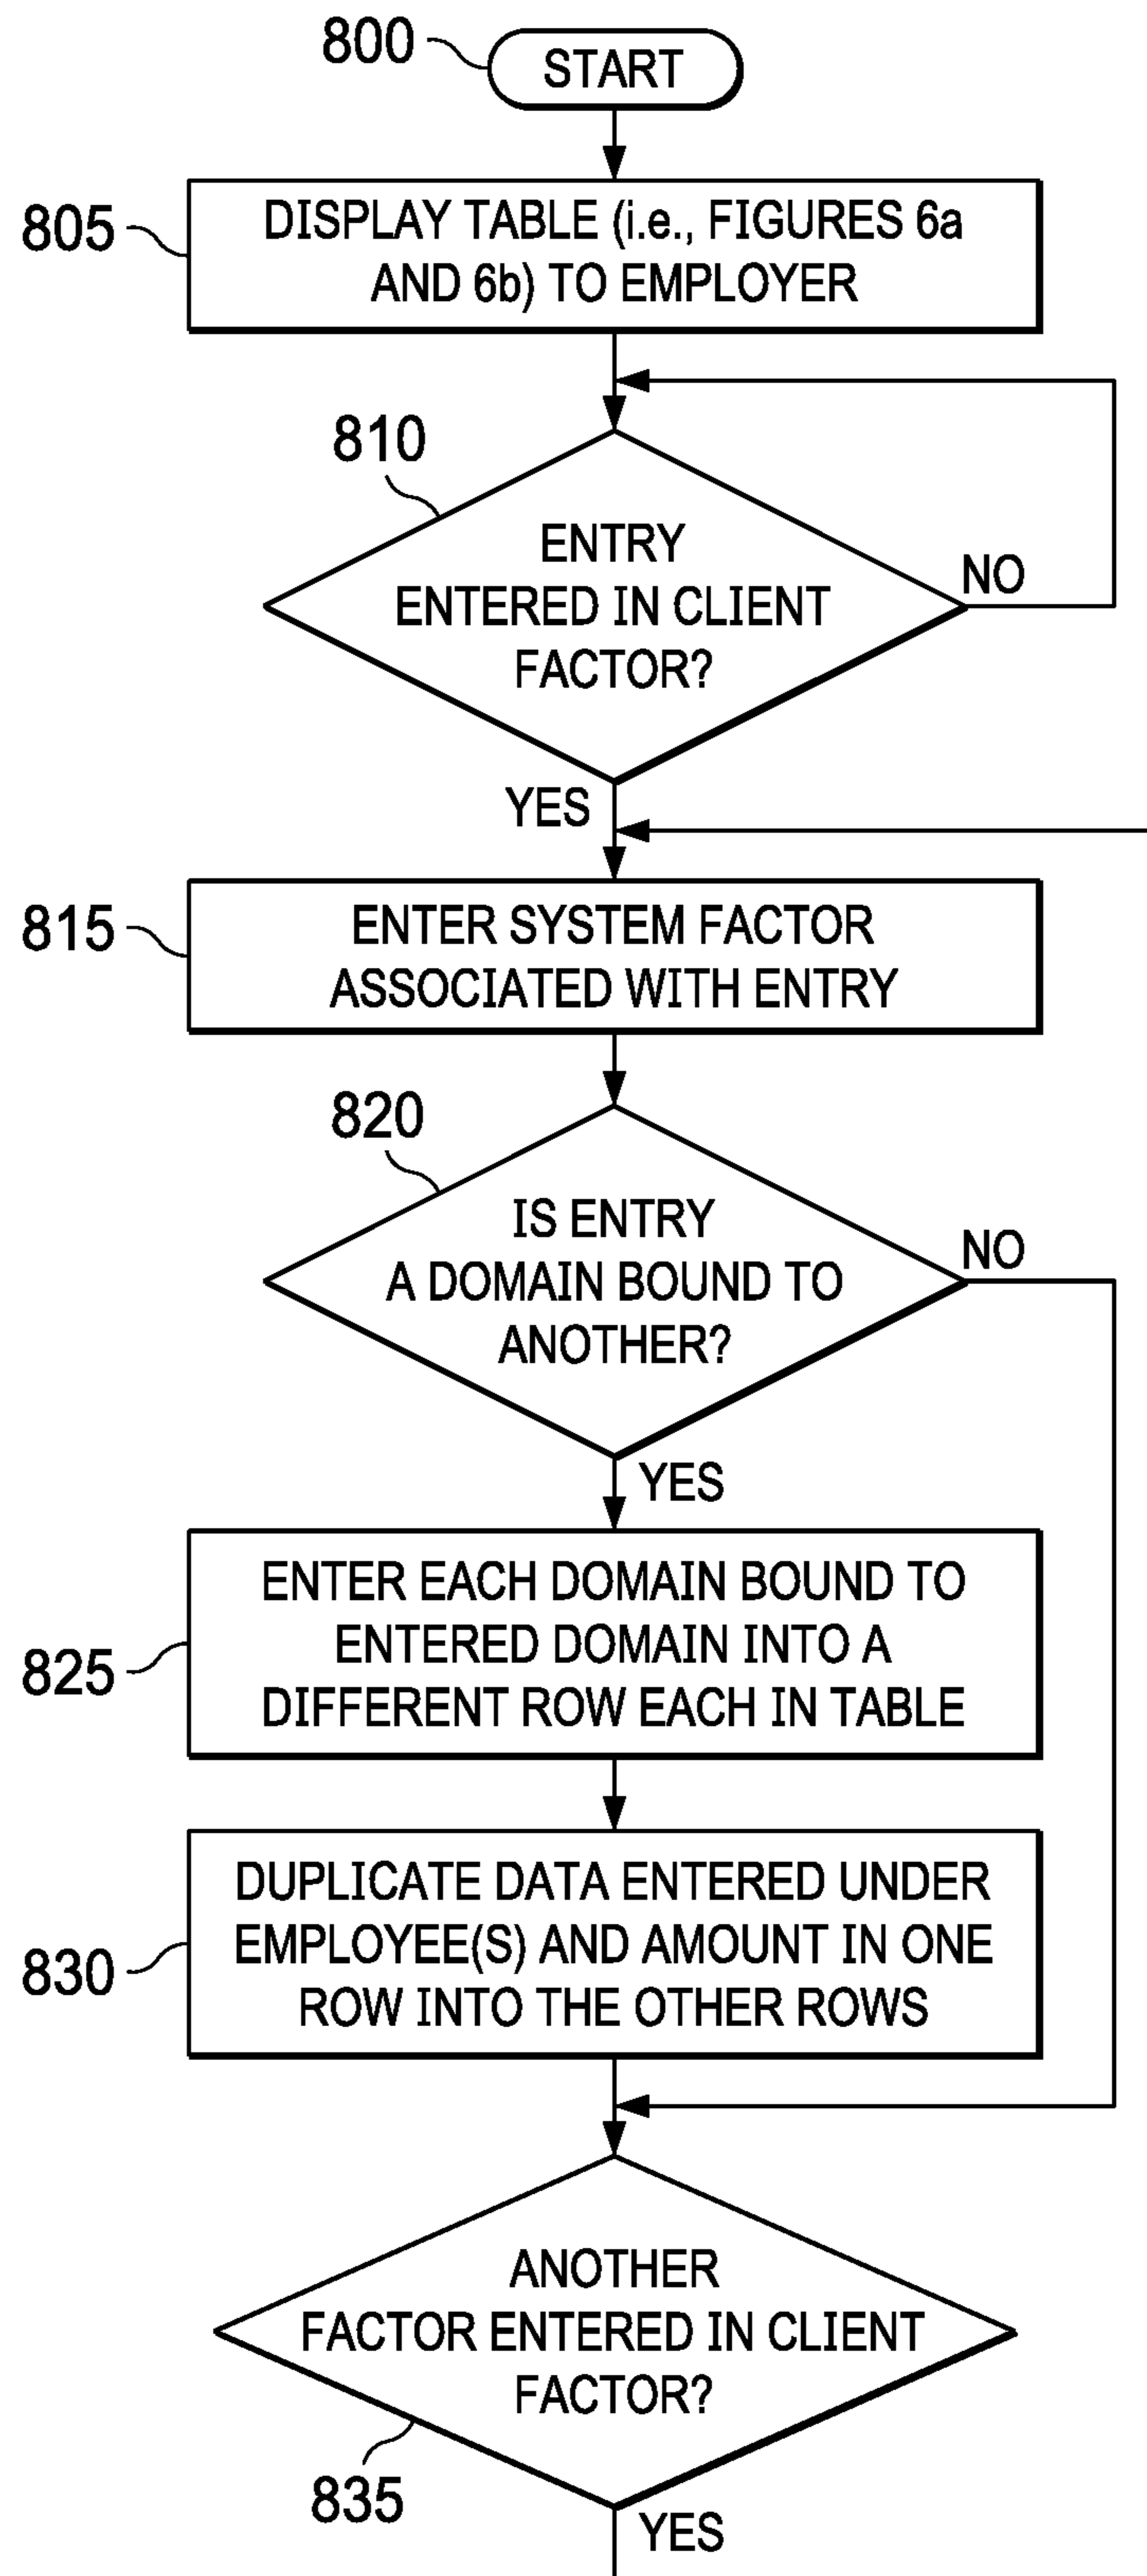 800
START
805
DISPLAY TABLE (i.e., FIGURES 6a
AND 6b) TO EMPLOYER
810
ENTRY
ENTERED IN CLIENT
FACTOR?
NO
YES
815
ENTER SYSTEM FACTOR
ASSOCIATED WITH ENTRY
820
IS ENTRY
A DOMAIN BOUND TO
ANOTHER?
NO
YES
825
ENTER EACH DOMAIN BOUND TO
ENTERED DOMAIN INTO A
DIFFERENT ROW EACH IN TABLE
830
DUPLICATE DATA ENTERED UNDER
EMPLOYEE(S) AND AMOUNT IN ONE
ROW INTO THE OTHER ROWS
ANOTHER
FACTOR ENTERED IN CLIENT
FACTOR?
835
YES